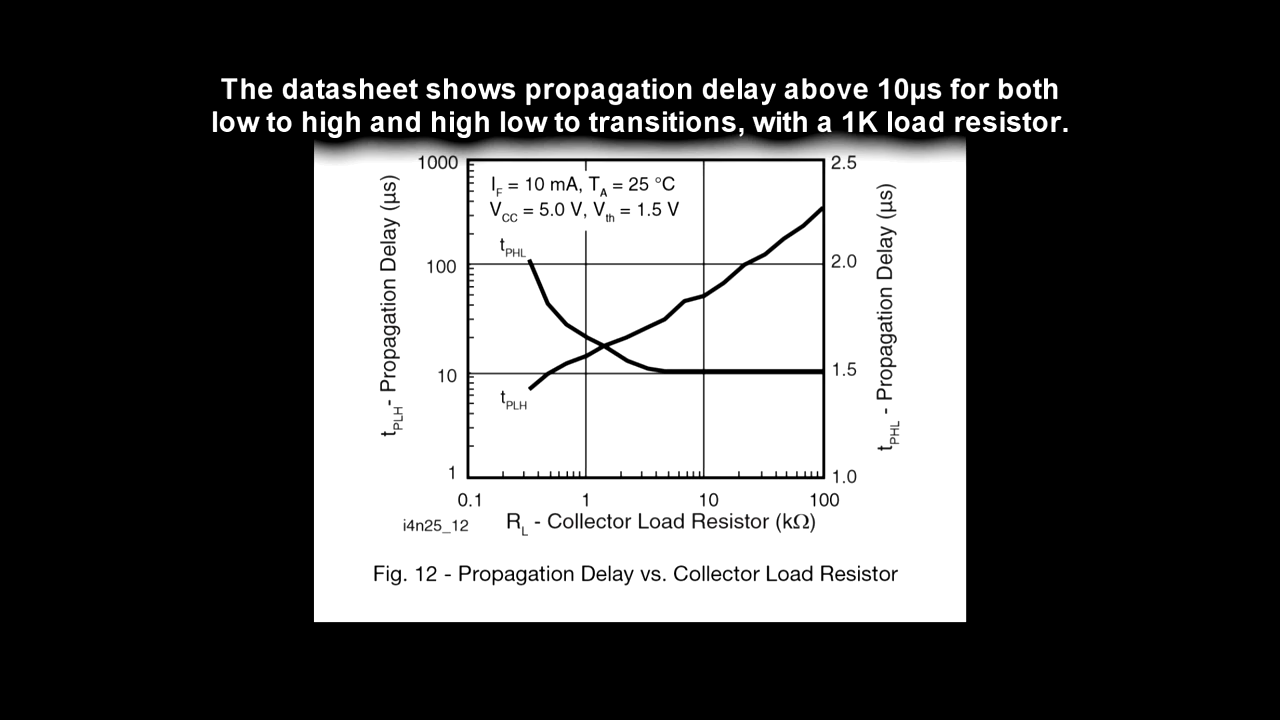 The datasheet shows propagation delay above 10µs for both
low to high and high low to transitions, with a 1K load resistor.
1000
100
10
1
tPLH - Propagation Delay (µs)
IF = 10 mA, TA = 25 °C
VCC = 5.0 V, Vth = 1.5 V
tPHL
tPLH
2.5
2.0
1.5
1.0
tPHL - Propagation Delay (µs)
0.1 1 10 100
i4n25_12
RL - Collector Load Resistor (kΩ)
Fig. 12 - Propagation Delay vs. Collector Load Resistor